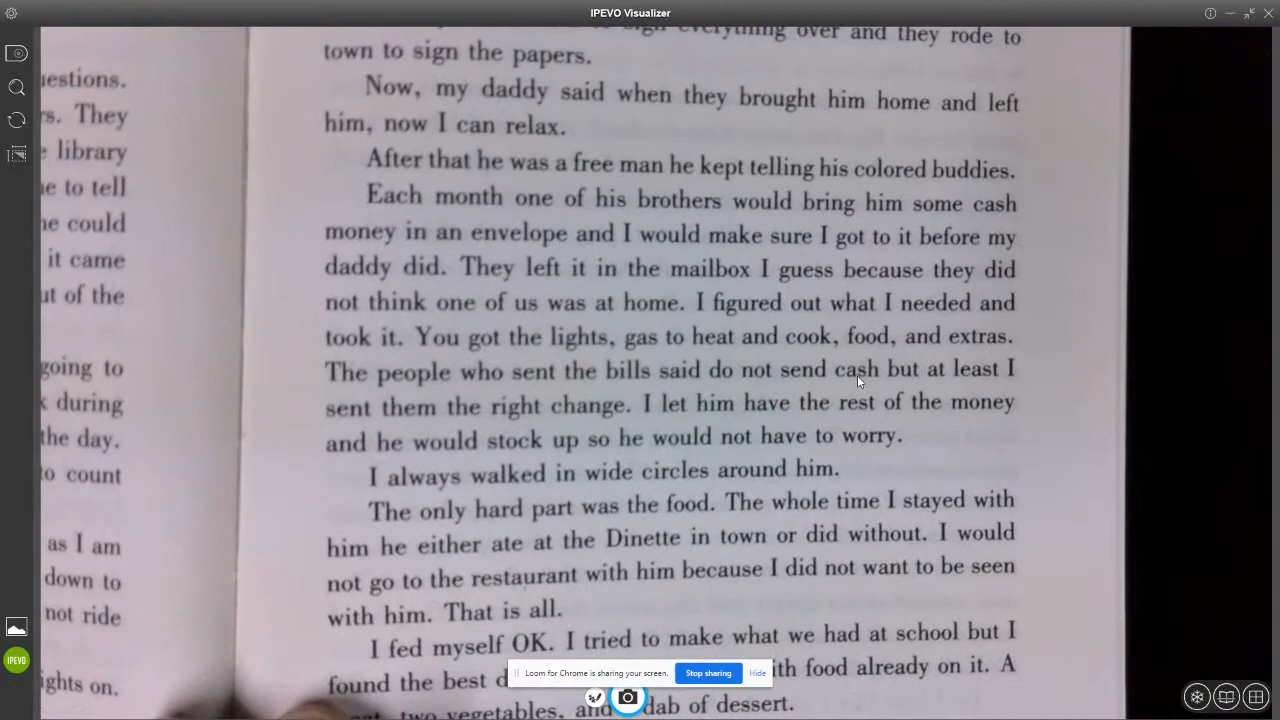 IPEVO Visualizer
uestions.
rs. They
e library
ne to tell
ne could
it came
ut of the
going to
k during
the day.
to count
as I am
down to
not ride
ights on.
sign everything over and they rode to
town to sign the papers.
Now, my daddy said when they brought him home and left
him, now I can relax.
After that he was a free man he kept telling his colored buddies.
Each month one of his brothers would bring him some cash
money in an envelope and I would make sure I got to it before my
daddy did. They left it in the mailbox I guess because they did
not think one of us was at home. I figured out what I needed and
took it. You got the lights, gas to heat and cook, food, and extras.
The people who sent the bills said do not send cash but at least I
sent them the right change. I let him have the rest of the money
and he would stock up so he would not have to worry.
I always walked in wide circles around him.
The only hard part was the food. The whole time I stayed with
him he either ate at the Dinette in town or did without. I would
not go to the restaurant with him because I did not want to be seen
with him. That is all.
I fed myself OK. I tried to make what we had at school but I
found the best ith food already on it. A
two vegetables, and dab of dessert.
Loom for Chrome is sharing your screen.
Stop sharing
Hide
IPEVO